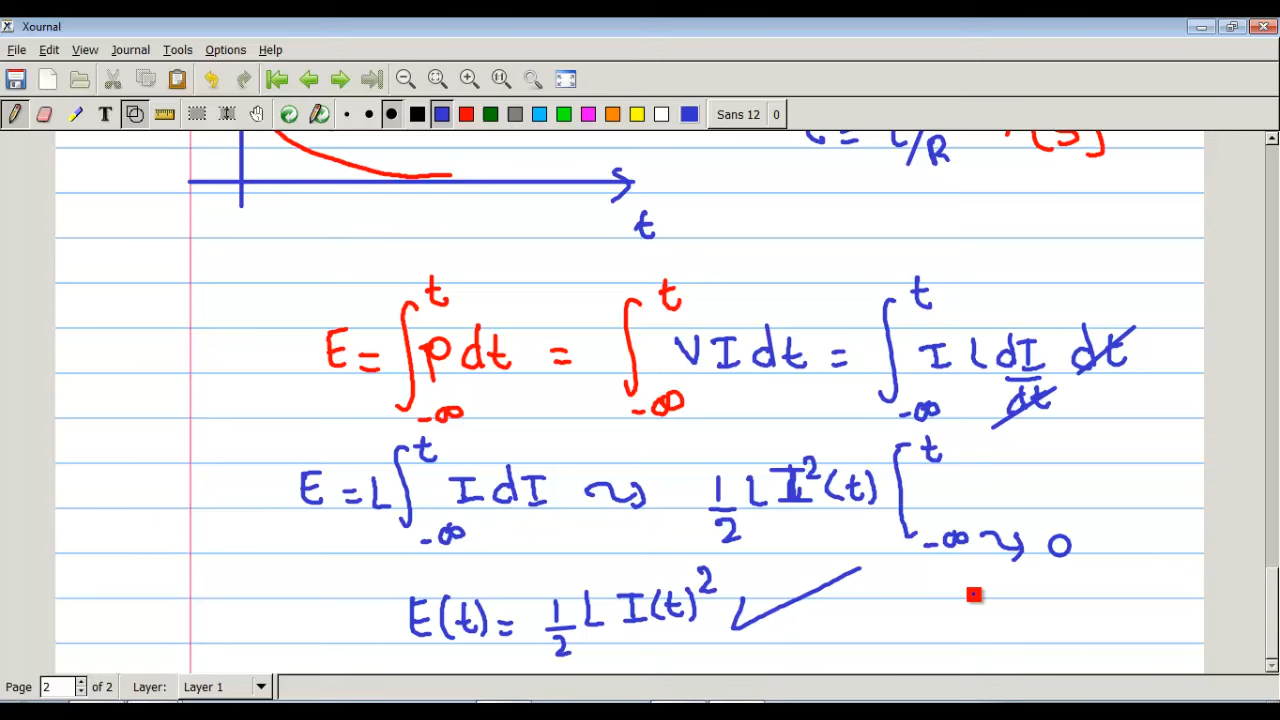 Xournal
File Edit View Journal Tools Options Help
Sans 12 0
τ = L/R [S]
t
E = ∫_{-∞}^{t} p dt = ∫_{-∞}^{t} V I dt = ∫_{-∞}^{t} I L dI/dt dt
E = L ∫_{-∞}^{t} I dI ⤳ 1/2 L I²(t) [_{-∞}^{t} ⤳ 0
E(t) = 1/2 L I(t)² ✓
Page 2 of 2 Layer: Layer 1